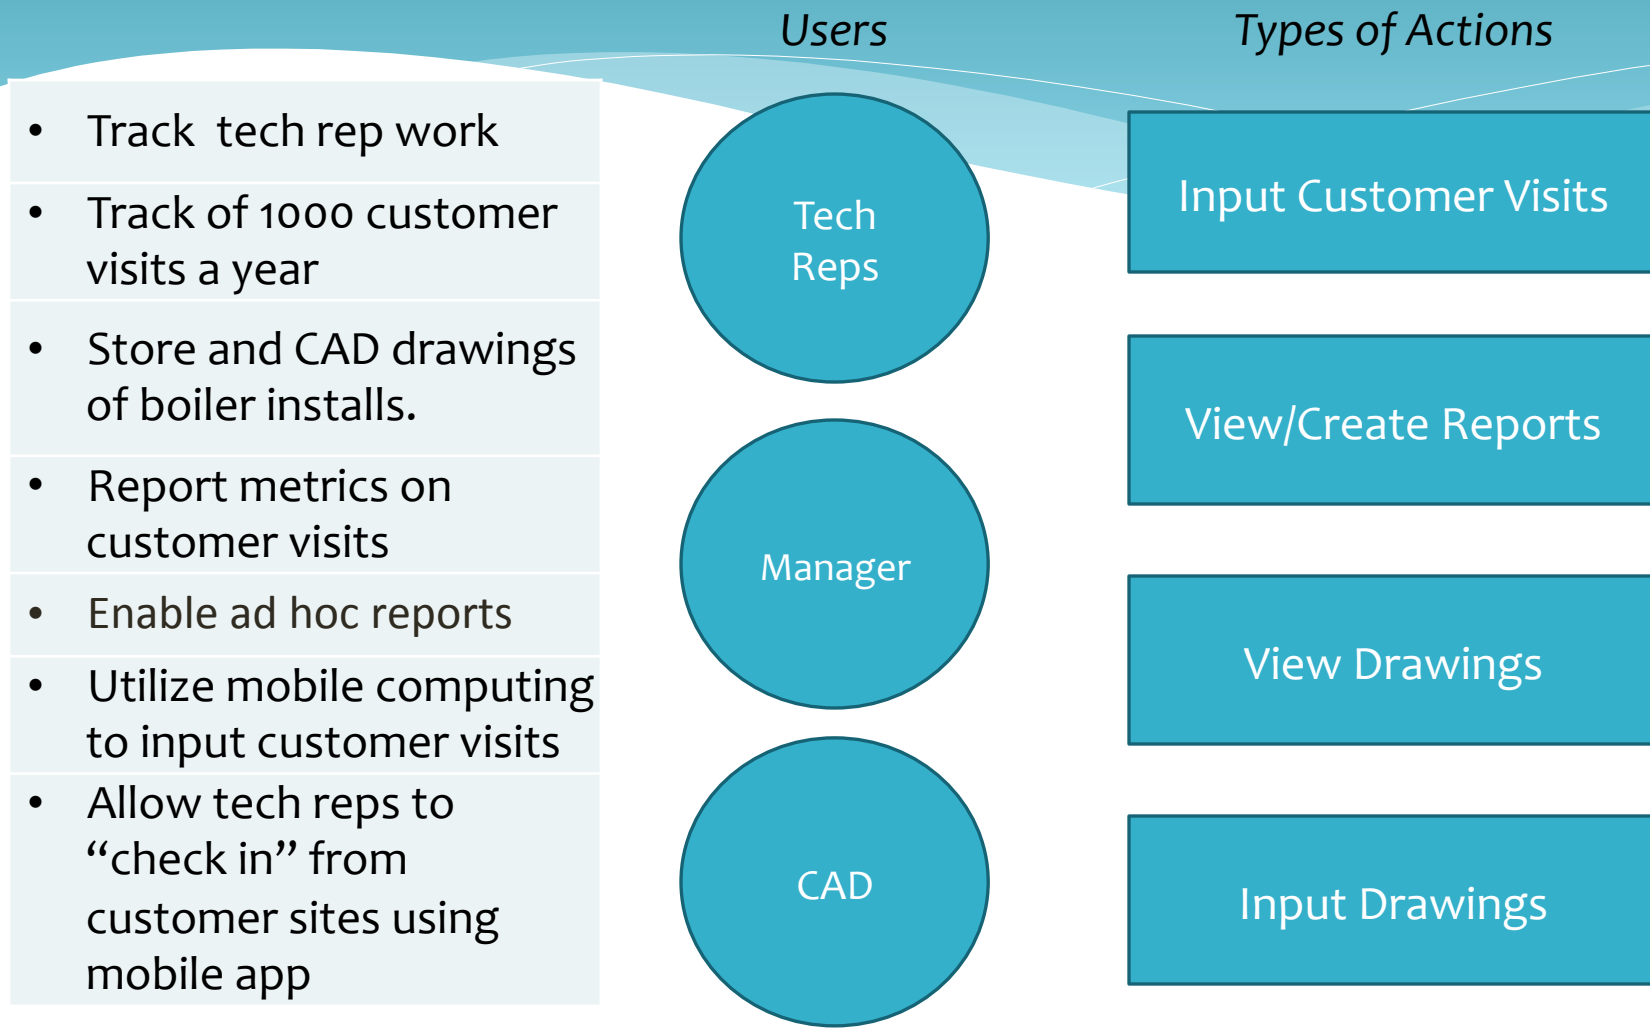 Users
Types of Actions
• Track  tech rep work
• Track of 1000 customer
visits a year
• Store and CAD drawings
of boiler installs.
• Report metrics on
customer visits
• Enable ad hoc reports
• Utilize mobile computing
to input customer visits
• Allow tech reps to
“check in” from
customer sites using
mobile app
Tech
Reps
Manager
CAD
Input Customer Visits
View/Create Reports
View Drawings
Input Drawings